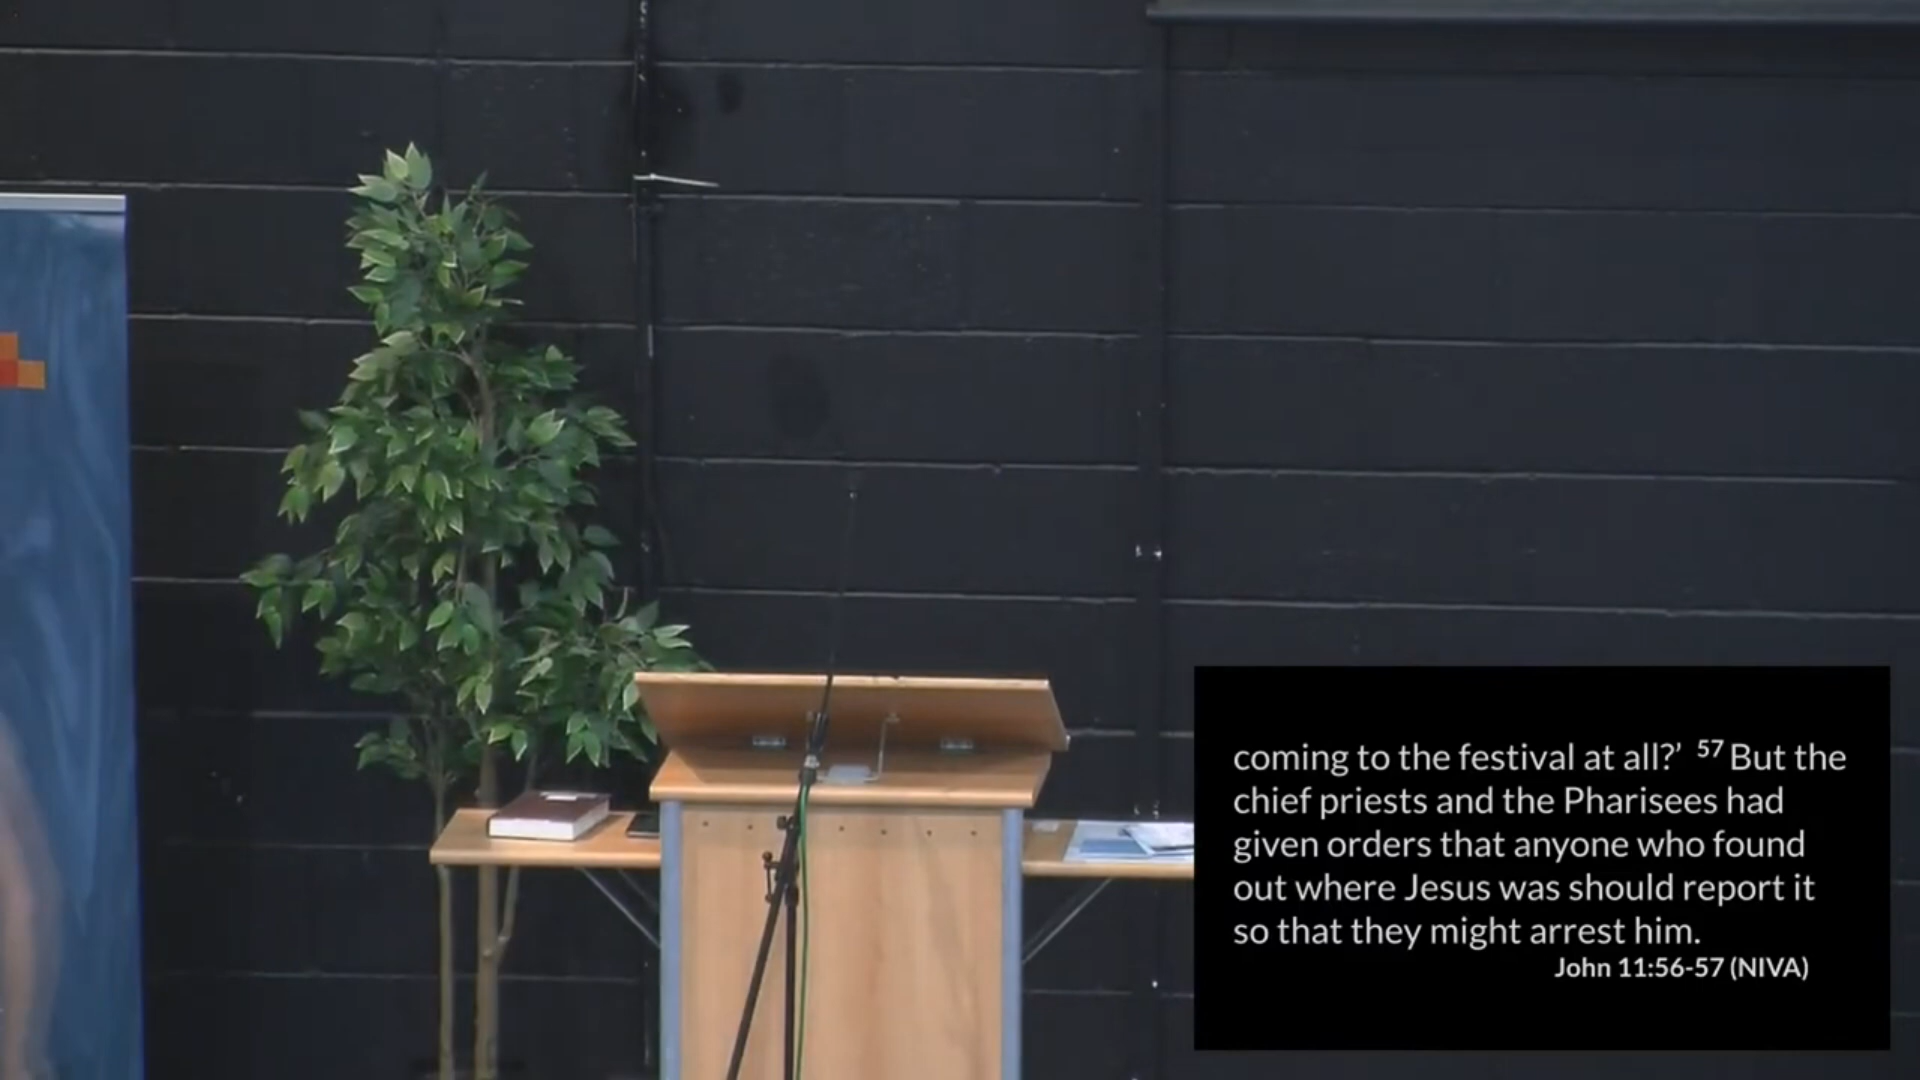 coming to the festival at all?’ 57 But the
chief priests and the Pharisees had
given orders that anyone who found
out where Jesus was should report it
so that they might arrest him.
John 11:56-57 (NIVA)